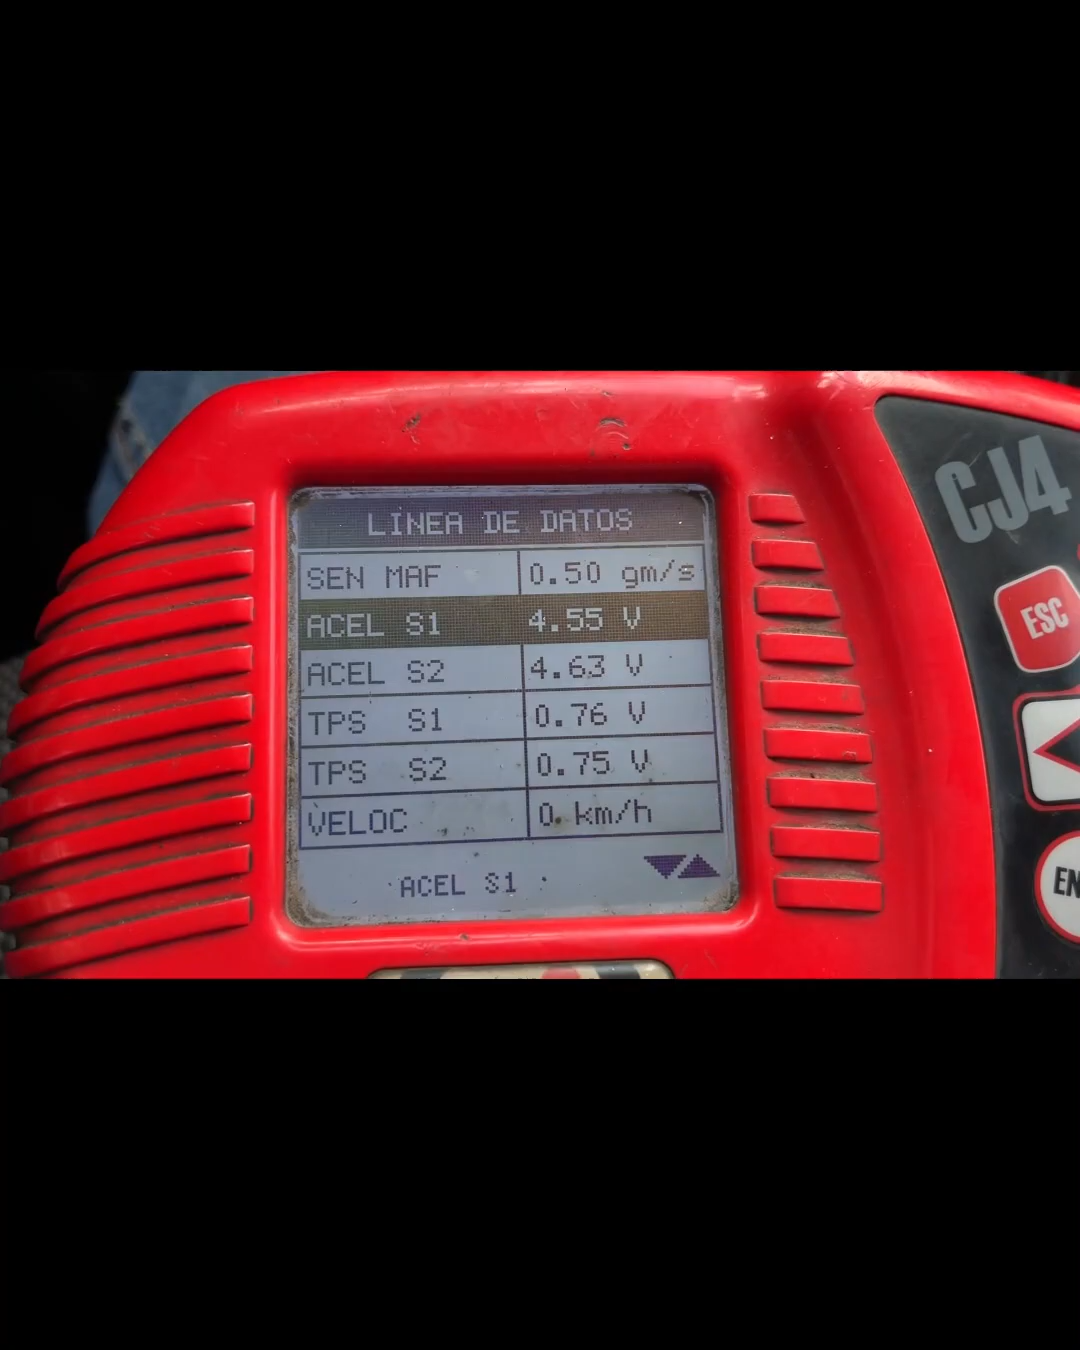 CJ4
LINEA DE DATOS
SEN MAF 0.50 gm/s
ACEL S1 4.55 V
ACEL S2 4.63 V
TPS S1 0.76 V
TPS S2 0.75 V
VELOC 0 km/h
ACEL S1
ESC
EN